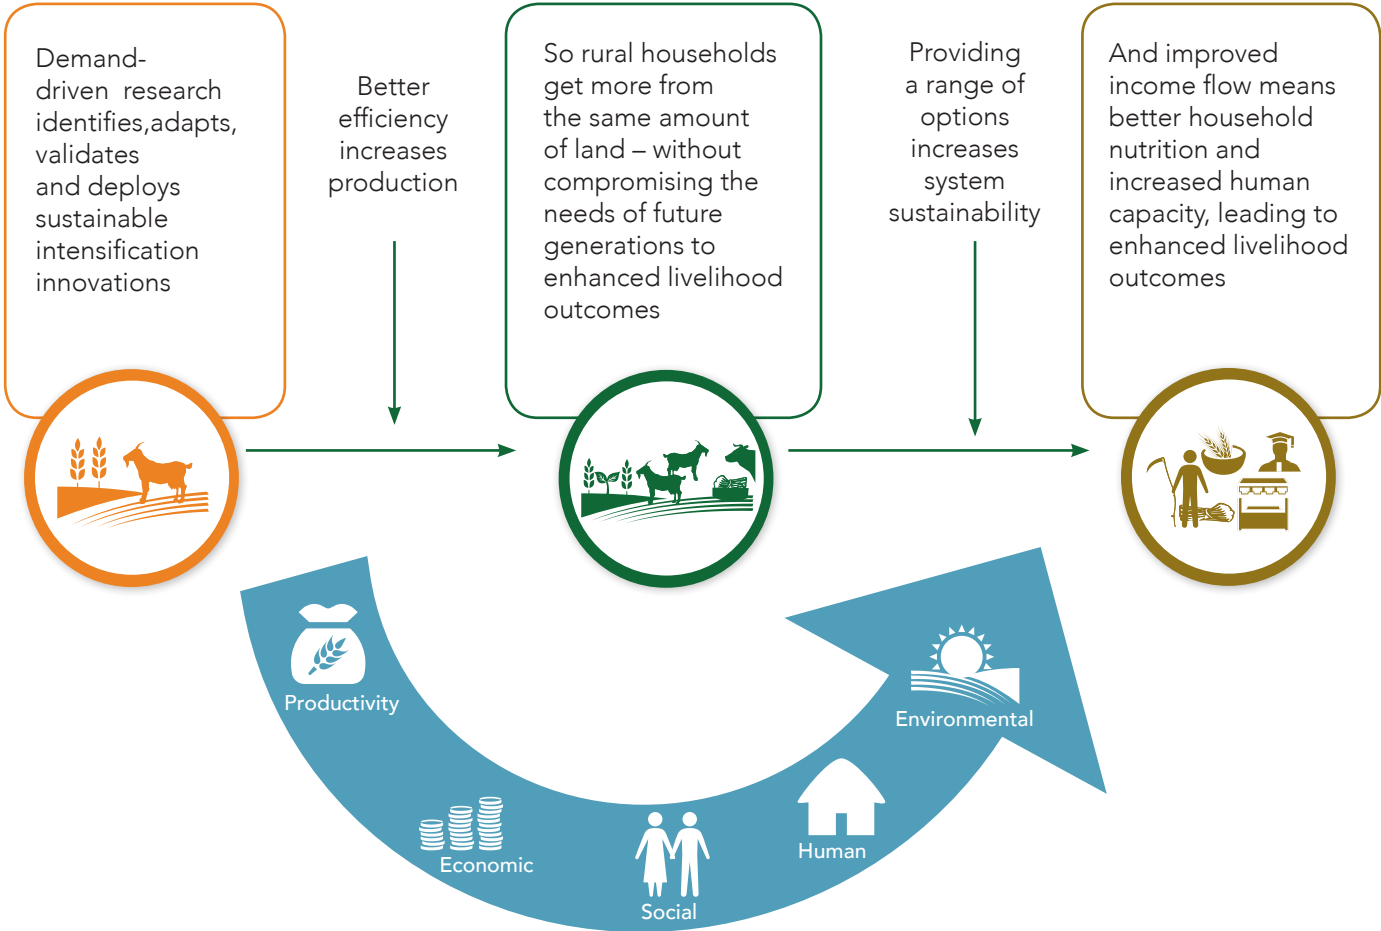 Demand-
driven research
identifies,adapts,
validates
and deploys
sustainable
intensification
innovations
Better
efficiency
increases
production
So rural households
get more from
the same amount
of land – without
compromising the
needs of future
generations to
enhanced livelihood
outcomes
Providing
a range of
options
increases
system
sustainability
And improved
income flow means
better household
nutrition and
increased human
capacity, leading to
enhanced livelihood
outcomes
Productivity
Economic
Social
Human
Environmental